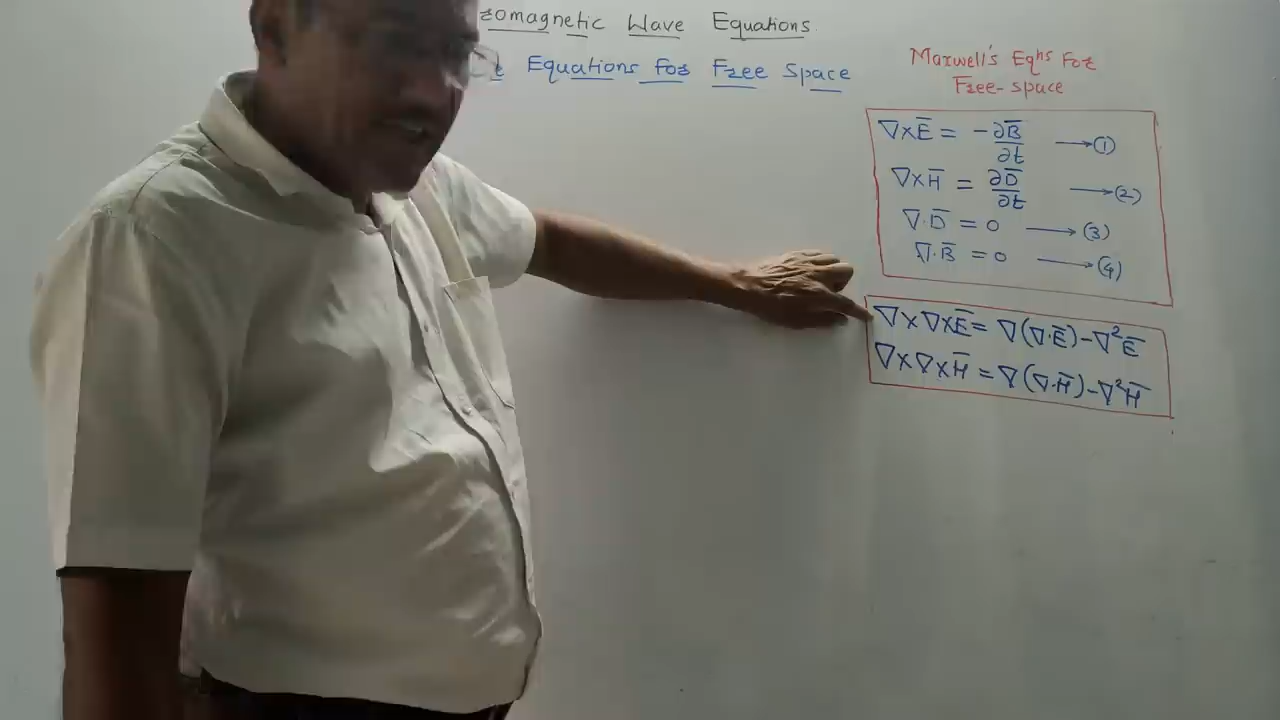 Wave Equations
Equations for Free Space
Maxwell's Eqns For
Free-space
∇×E̅ = -∂B̅/∂t → (1)
∇×H̅ = ∂D̅/∂t → (2)
∇·D̅ = 0 → (3)
∇·B̅ = 0 → (4)
∇×∇×E̅ = ∇(∇·E̅)-∇²E̅
∇×∇×H̅ = ∇(∇·H̅)-∇²H̅